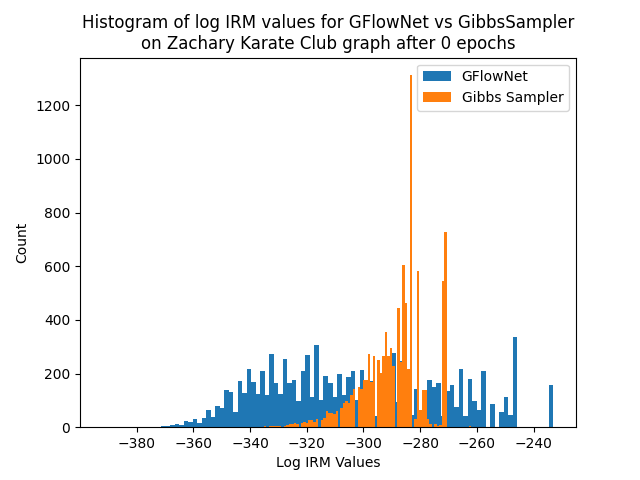 Histogram of log IRM values for GFlowNet vs GibbsSampler
on Zachary Karate Club graph after 0 epochs
GFlowNet
Gibbs Sampler
1200
1000
800
600
400
200
0
Count
−380 −360 −340 −320 −300 −280 −260 −240
Log IRM Values